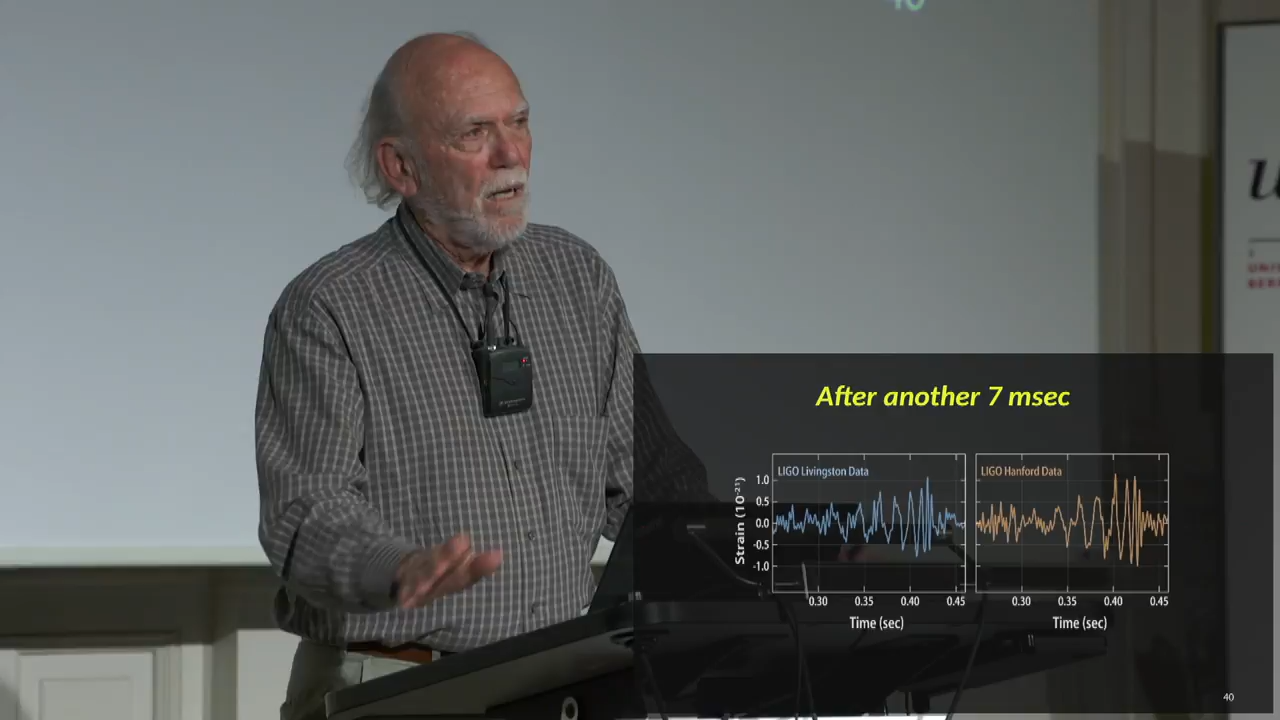 40
After another 7 msec
LIGO Livingston Data
LIGO Hanford Data
Strain (10⁻²¹)
1.0
0.5
0.0
-0.5
-1.0
0.30 0.35 0.40 0.45
0.30 0.35 0.40 0.45
Time (sec)
Time (sec)
40